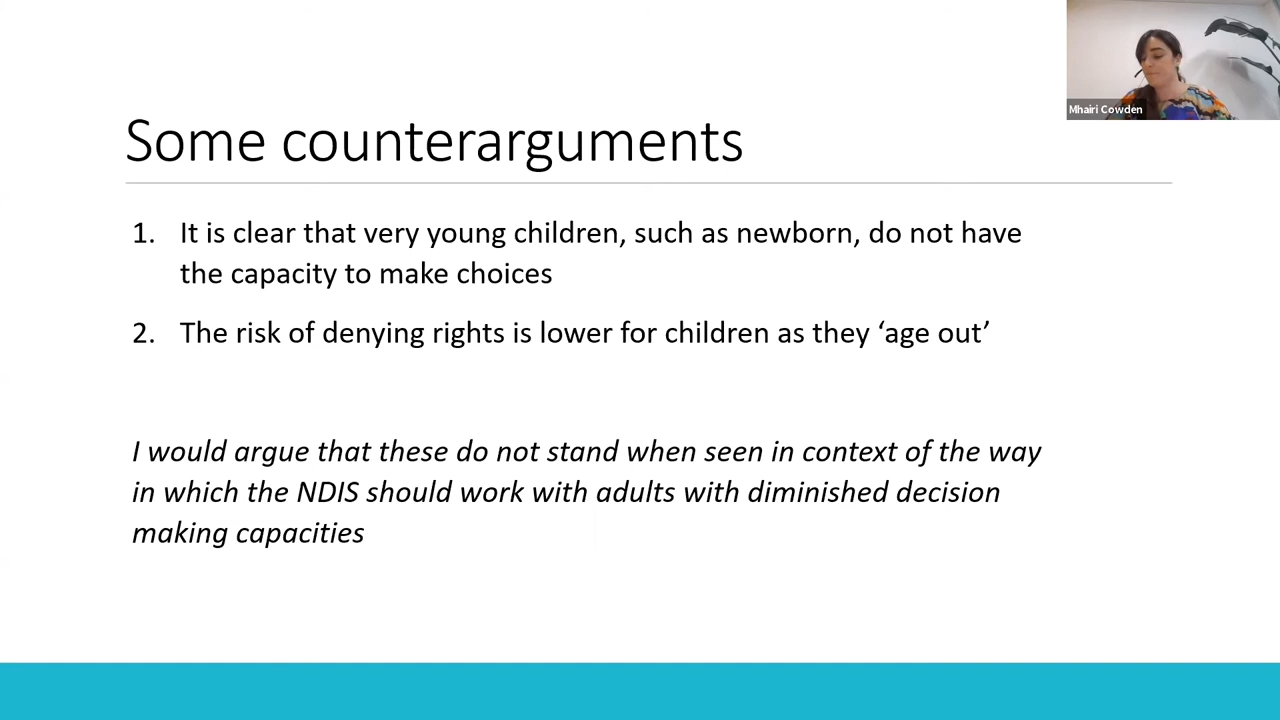 Mhairi Cowden
Some counterarguments
1. It is clear that very young children, such as newborn, do not have
the capacity to make choices
2. The risk of denying rights is lower for children as they ‘age out’
I would argue that these do not stand when seen in context of the way
in which the NDIS should work with adults with diminished decision
making capacities